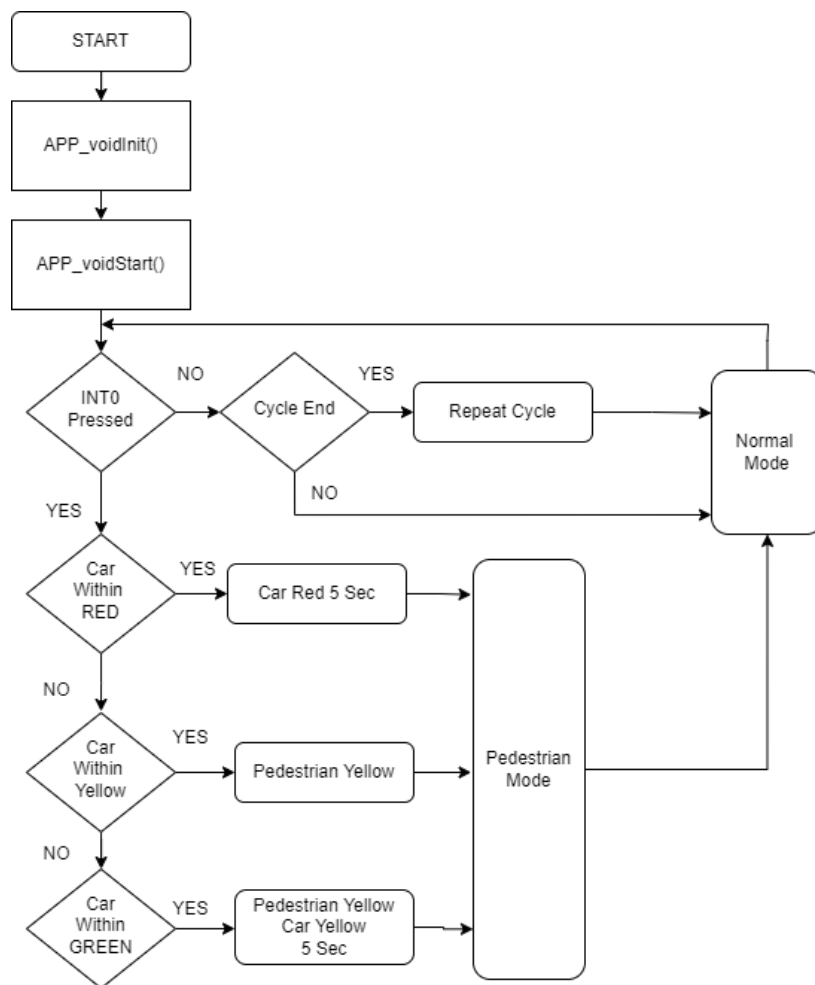 START
APP_voidInit()
APP_voidStart()
INT0
Pressed
NO
Cycle End
YES
Repeat Cycle
Normal
Mode
NO
YES
Car
Within
RED
YES
Car Red 5 Sec
NO
Car
Within
Yellow
YES
Pedestrian Yellow
Pedestrian
Mode
NO
Car
Within
GREEN
YES
Pedestrian Yellow
Car Yellow
5 Sec